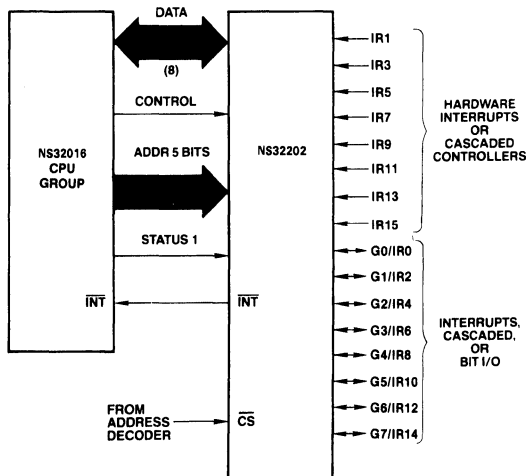 DATA
(8)
CONTROL
NS32016
CPU
GROUP
ADDR 5 BITS
STATUS 1
INT
INT
NS32202
FROM
ADDRESS
DECODER
CS
IR1
IR3
IR5
IR7
IR9
IR11
IR13
IR15
HARDWARE
INTERRUPTS
OR
CASCADED
CONTROLLERS
G0/IR0
G1/IR2
G2/IR4
G3/IR6
G4/IR8
G5/IR10
G6/IR12
G7/IR14
INTERRUPTS,
CASCADED,
OR
BIT I/O